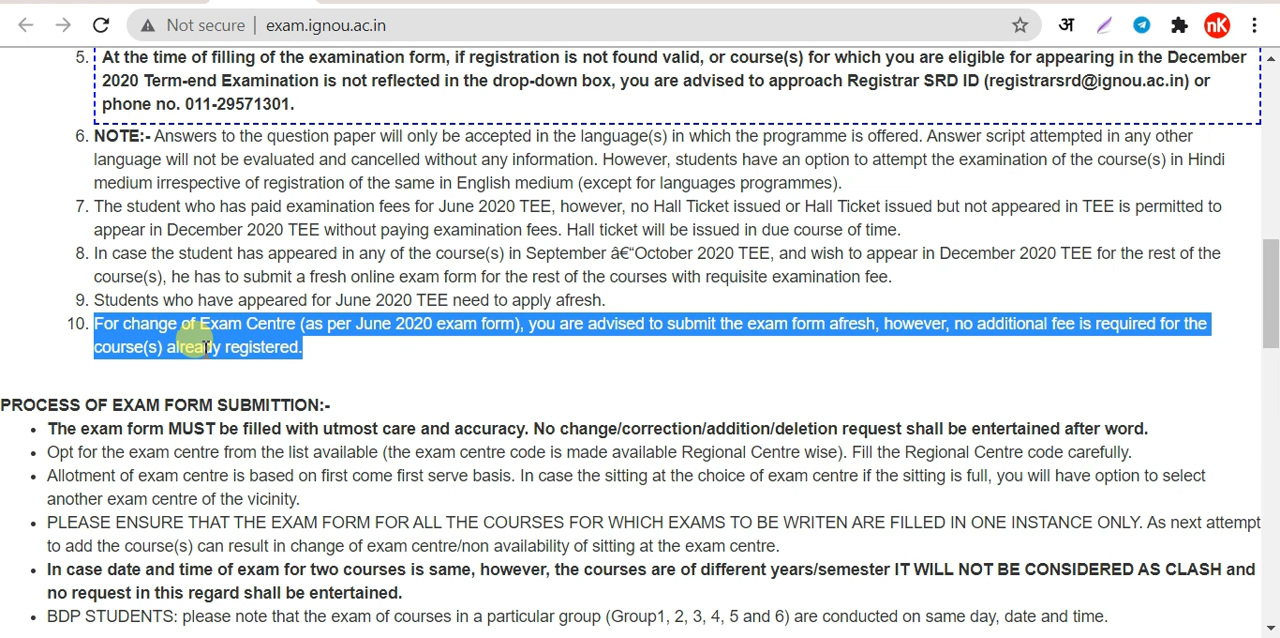 Not secure | exam.ignou.ac.in अ nK
5. At the time of filling of the examination form, if registration is not found valid, or course(s) for which you are eligible for appearing in the December
2020 Term-end Examination is not reflected in the drop-down box, you are advised to approach Registrar SRD ID (registrarsrd@ignou.ac.in) or
phone no. 011-29571301.
6. NOTE:- Answers to the question paper will only be accepted in the language(s) in which the programme is offered. Answer script attempted in any other
language will not be evaluated and cancelled without any information. However, students have an option to attempt the examination of the course(s) in Hindi
medium irrespective of registration of the same in English medium (except for languages programmes).
7. The student who has paid examination fees for June 2020 TEE, however, no Hall Ticket issued or Hall Ticket issued but not appeared in TEE is permitted to
appear in December 2020 TEE without paying examination fees. Hall ticket will be issued in due course of time.
8. In case the student has appeared in any of the course(s) in September â€“October 2020 TEE, and wish to appear in December 2020 TEE for the rest of the
course(s), he has to submit a fresh online exam form for the rest of the courses with requisite examination fee.
9. Students who have appeared for June 2020 TEE need to apply afresh.
10. For change of Exam Centre (as per June 2020 exam form), you are advised to submit the exam form afresh, however, no additional fee is required for the
course(s) already registered.
PROCESS OF EXAM FORM SUBMITTION:-
• The exam form MUST be filled with utmost care and accuracy. No change/correction/addition/deletion request shall be entertained after word.
• Opt for the exam centre from the list available (the exam centre code is made available Regional Centre wise). Fill the Regional Centre code carefully.
• Allotment of exam centre is based on first come first serve basis. In case the sitting at the choice of exam centre if the sitting is full, you will have option to select
another exam centre of the vicinity.
• PLEASE ENSURE THAT THE EXAM FORM FOR ALL THE COURSES FOR WHICH EXAMS TO BE WRITEN ARE FILLED IN ONE INSTANCE ONLY. As next attempt
to add the course(s) can result in change of exam centre/non availability of sitting at the exam centre.
• In case date and time of exam for two courses is same, however, the courses are of different years/semester IT WILL NOT BE CONSIDERED AS CLASH and
no request in this regard shall be entertained.
• BDP STUDENTS: please note that the exam of courses in a particular group (Group1, 2, 3, 4, 5 and 6) are conducted on same day, date and time.